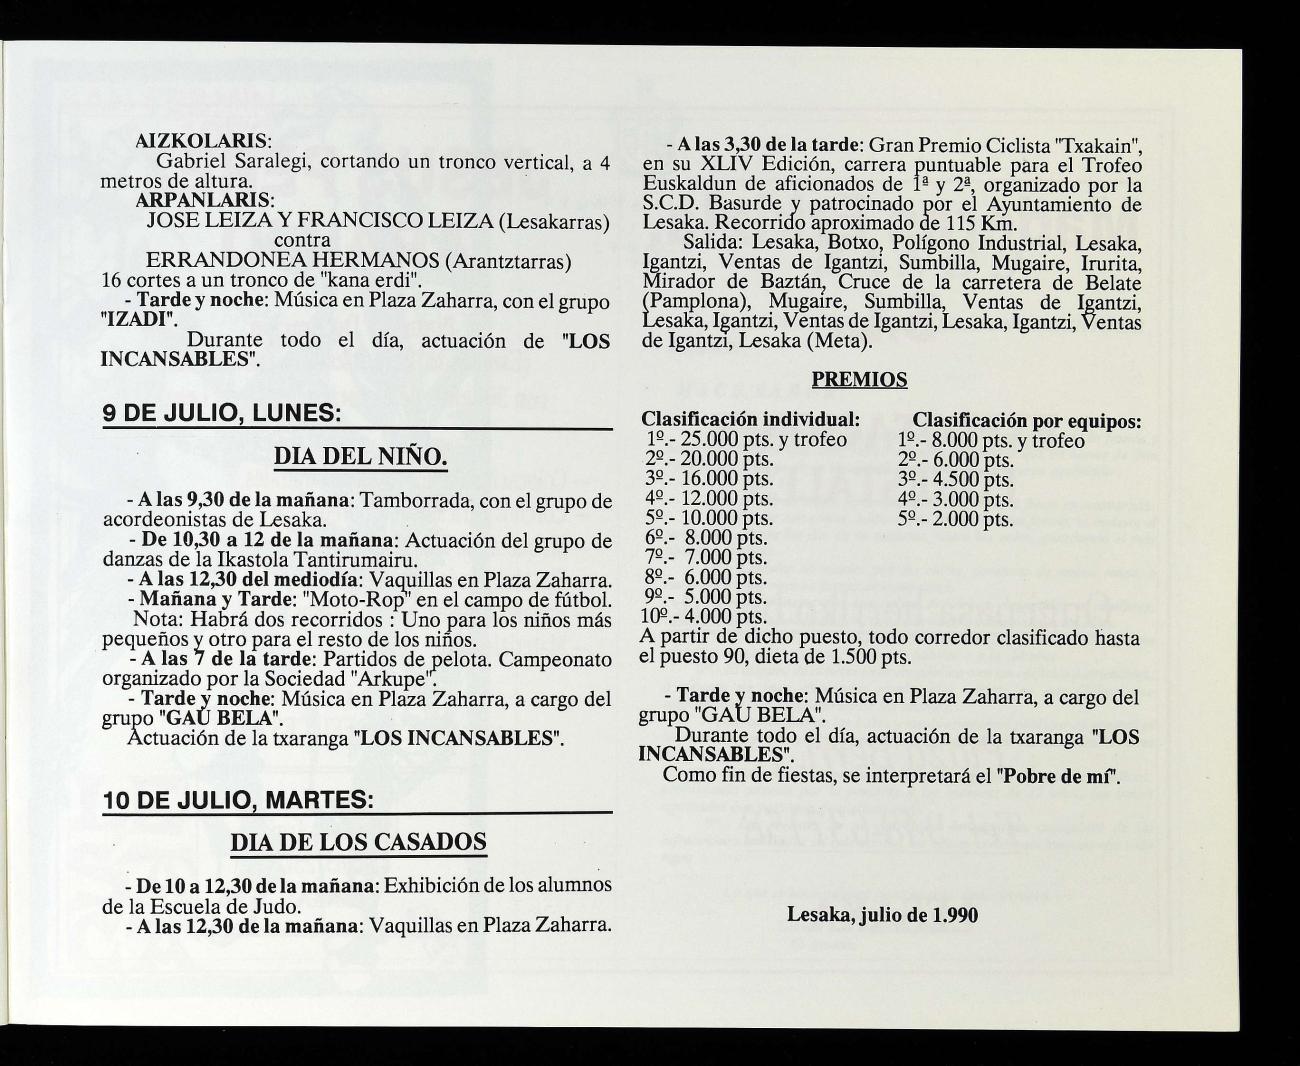 AIZKOLARIS:
Gabriel Saralegi, cortando un tronco vertical, a 4
metros de altura.
ARPANLARIS:
JOSE LEIZA Y FRANCISCO LEIZA (Lesakarras)
contra
ERRANDONEA HERMANOS (Arantztarras)
16 cortes a un tronco de "kana erdi".
- Tarde y noche: Música en Plaza Zaharra, con el grupo
"IZADI".
Durante todo el día, actuación de "LOS
INCANSABLES".
9 DE JULIO, LUNES:
DIA DEL NIÑO.
- A las 9,30 de la mañana: Tamborrada, con el grupo de
acordeonistas de Lesaka.
- De 10,30 a 12 de la mañana: Actuación del grupo de
danzas de la Ikastola Tantirumairu.
- A las 12,30 del mediodía: Vaquillas en Plaza Zaharra.
- Mañana y Tarde: "Moto-Rop" en el campo de fútbol.
Nota: Habrá dos recorridos : Uno para los niños más
pequeños y otro para el resto de los niños.
- A las 7 de la tarde: Partidos de pelota. Campeonato
organizado por la Sociedad "Arkupe".
- Tarde y noche: Música en Plaza Zaharra, a cargo del
grupo "GAU BELA".
Actuación de la txaranga "LOS INCANSABLES".
10 DE JULIO, MARTES:
DIA DE LOS CASADOS
- De 10 a 12,30 de la mañana: Exhibición de los alumnos
de la Escuela de Judo.
- A las 12,30 de la mañana: Vaquillas en Plaza Zaharra.
- A las 3,30 de la tarde: Gran Premio Ciclista "Txakain",
en su XLIV Edición, carrera puntuable para el Trofeo
Euskaldun de aficionados de 1ª y 2ª, organizado por la
S.C.D. Basurde y patrocinado por el Ayuntamiento de
Lesaka. Recorrido aproximado de 115 Km.
Salida: Lesaka, Botxo, Polígono Industrial, Lesaka,
Igantzi, Ventas de Igantzi, Sumbilla, Mugaire, Irurita,
Mirador de Baztán, Cruce de la carretera de Belate
(Pamplona), Mugaire, Sumbilla, Ventas de Igantzi,
Lesaka, Igantzi, Ventas de Igantzi, Lesaka, Igantzi, Ventas
de Igantzi, Lesaka (Meta).
PREMIOS
Clasificación individual:
1º.- 25.000 pts. y trofeo
2º.- 20.000 pts.
3º.- 16.000 pts.
4º.- 12.000 pts.
5º.- 10.000 pts.
6º.- 8.000 pts.
7º.- 7.000 pts.
8º.- 6.000 pts.
9º.- 5.000 pts.
10º.- 4.000 pts.
Clasificación por equipos:
1º.- 8.000 pts. y trofeo
2º.- 6.000 pts.
3º.- 4.500 pts.
4º.- 3.000 pts.
5º.- 2.000 pts.
A partir de dicho puesto, todo corredor clasificado hasta
el puesto 90, dieta de 1.500 pts.
- Tarde y noche: Música en Plaza Zaharra, a cargo del
grupo "GAU BELA".
Durante todo el día, actuación de la txaranga "LOS
INCANSABLES".
Como fin de fiestas, se interpretará el "Pobre de mí".
Lesaka, julio de 1.990